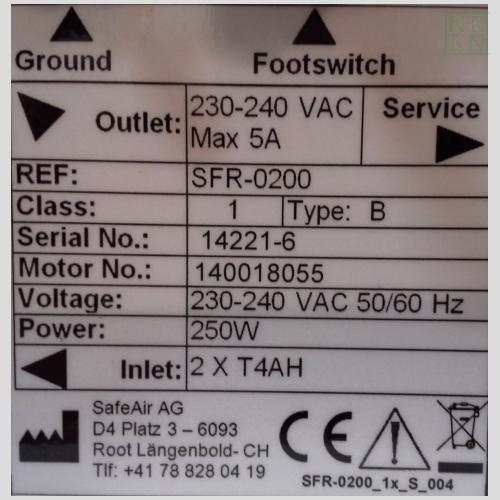 NK
KN
Ground Footswitch
Outlet: 230-240 VAC Service
Max 5A
REF: SFR-0200
Class: 1 Type: B
Serial No.: 14221-6
Motor No.: 140018055
Voltage: 230-240 VAC 50/60 Hz
Power: 250W
Inlet: 2 X T4AH
SafeAir AG
D4 Platz 3 – 6093
Root Längenbold- CH
Tlf: +41 78 828 04 19
CE
SFR-0200_1x_S_004